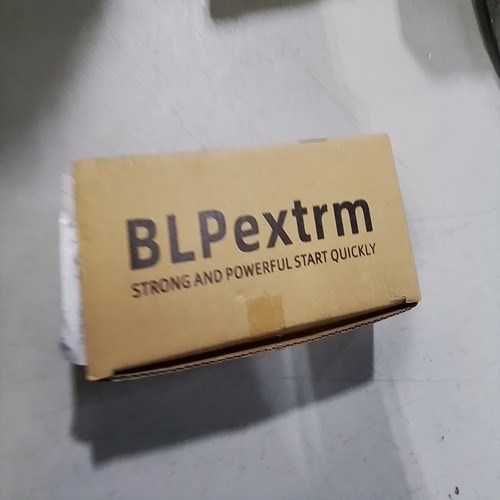 BLPextrm
STRONG AND POWERFUL START QUICKLY